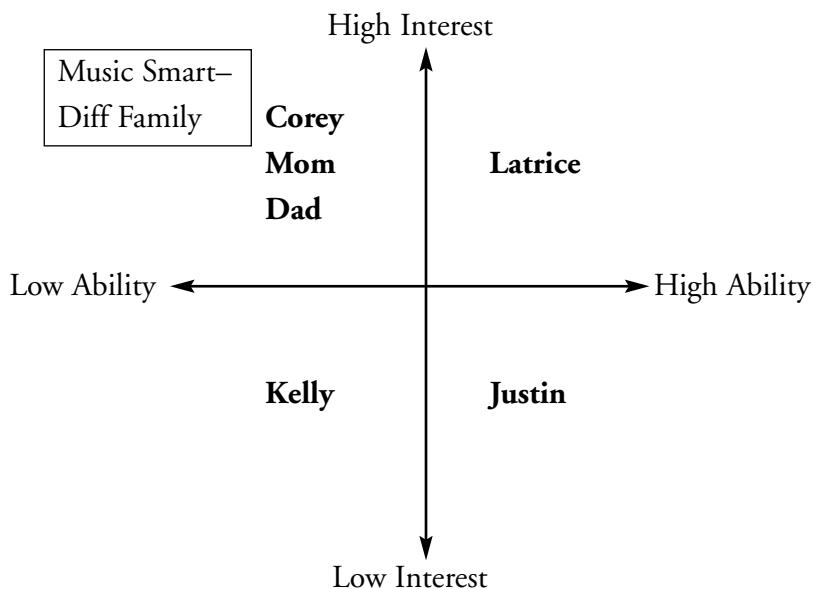 High Interest
Music Smart–
Diff Family
Corey
Mom
Dad
Latrice
Low Ability
High Ability
Kelly
Justin
Low Interest